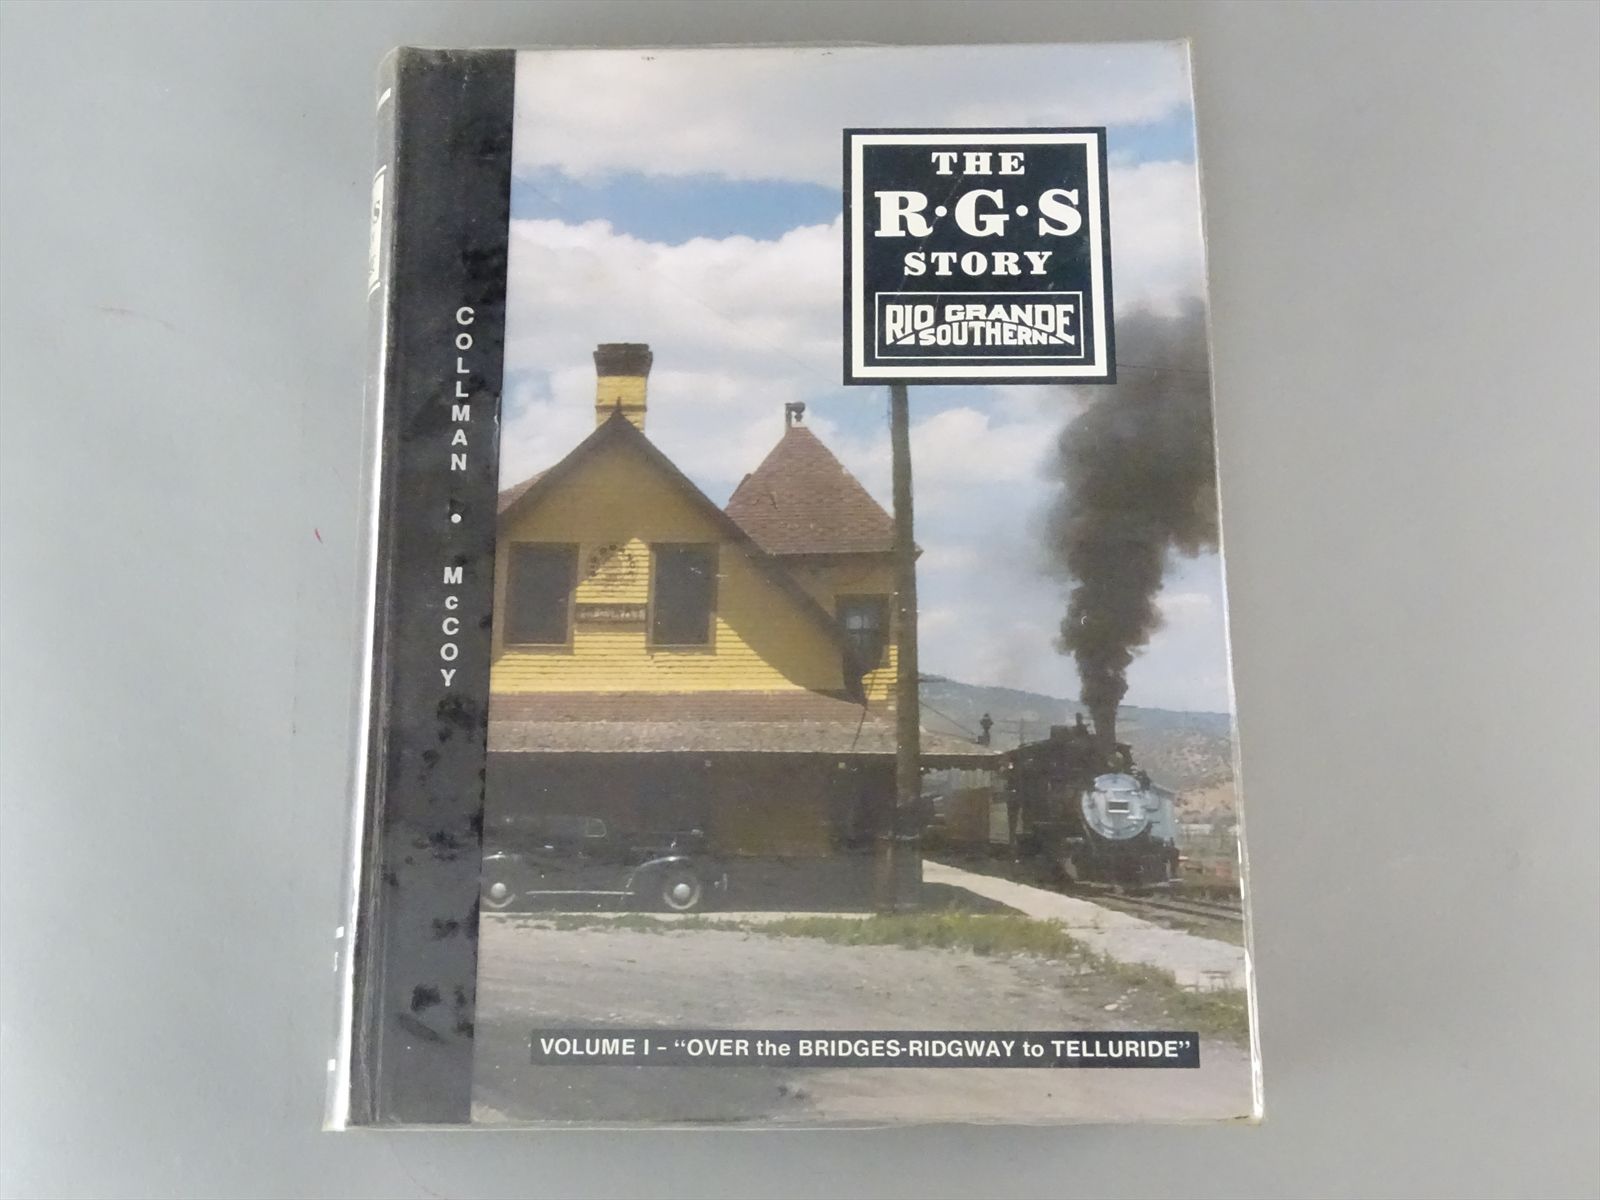 THE
R·G·S
STORY
RIO GRANDE
SOUTHERN
COLLMAN • McCOY
VOLUME I – “OVER the BRIDGES-RIDGWAY to TELLURIDE”
S